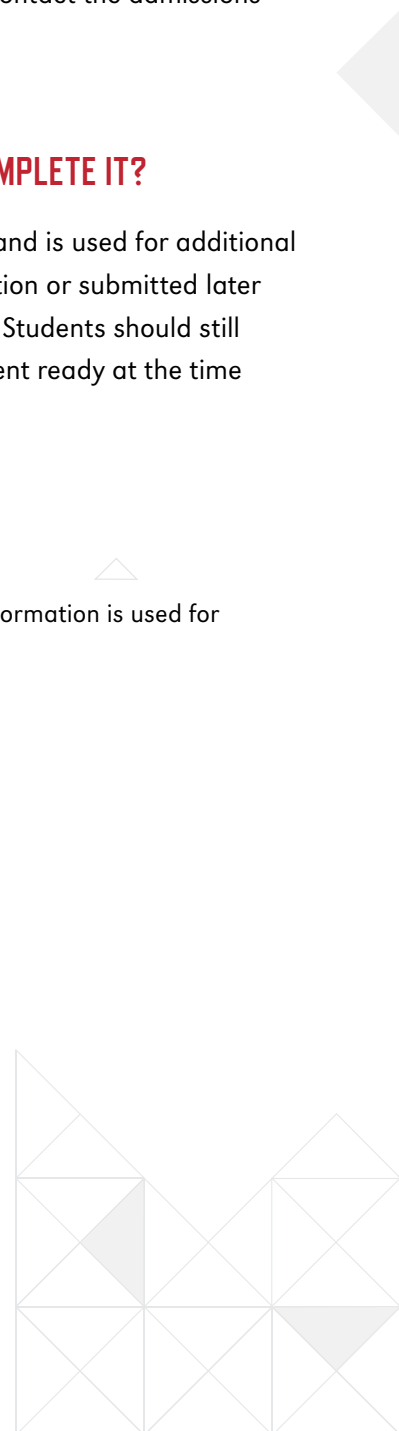 the admissions
MPLETE IT?
and is used for additional
tion or submitted later
Students should still
ent ready at the time
ormation is used for